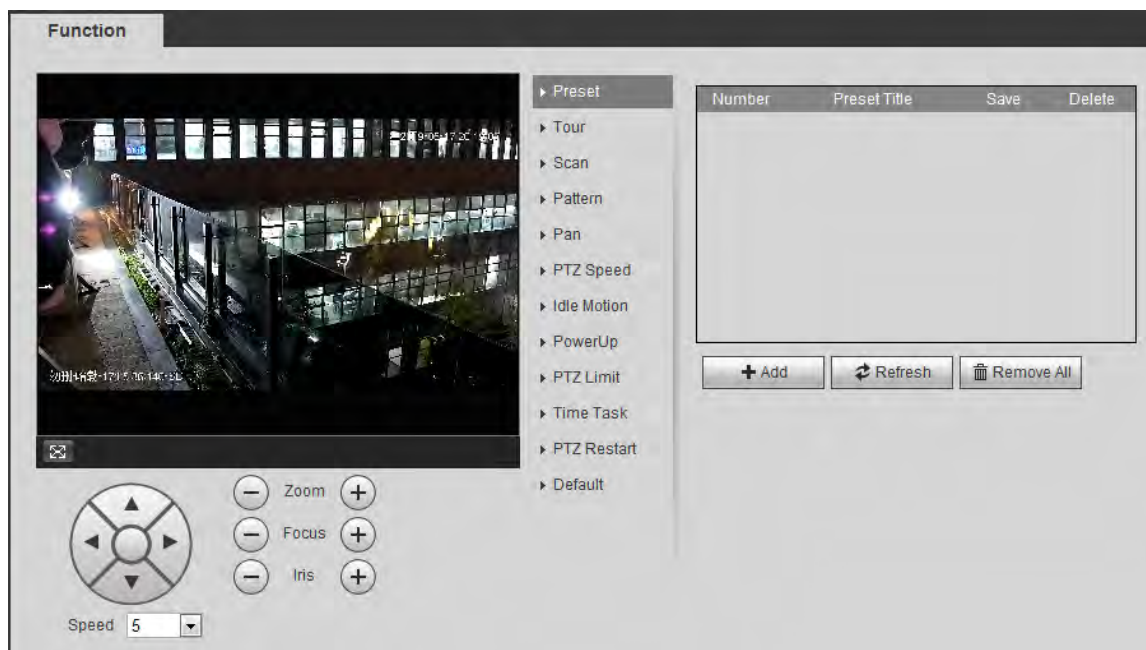 Function
Preset
Tour
Scan
Pattern
Pan
PTZ Speed
Idle Motion
PowerUp
PTZ Limit
Time Task
PTZ Restart
Default
Number Preset Title Save Delete
Add Refresh Remove All
Zoom
Focus
Iris
Speed 5